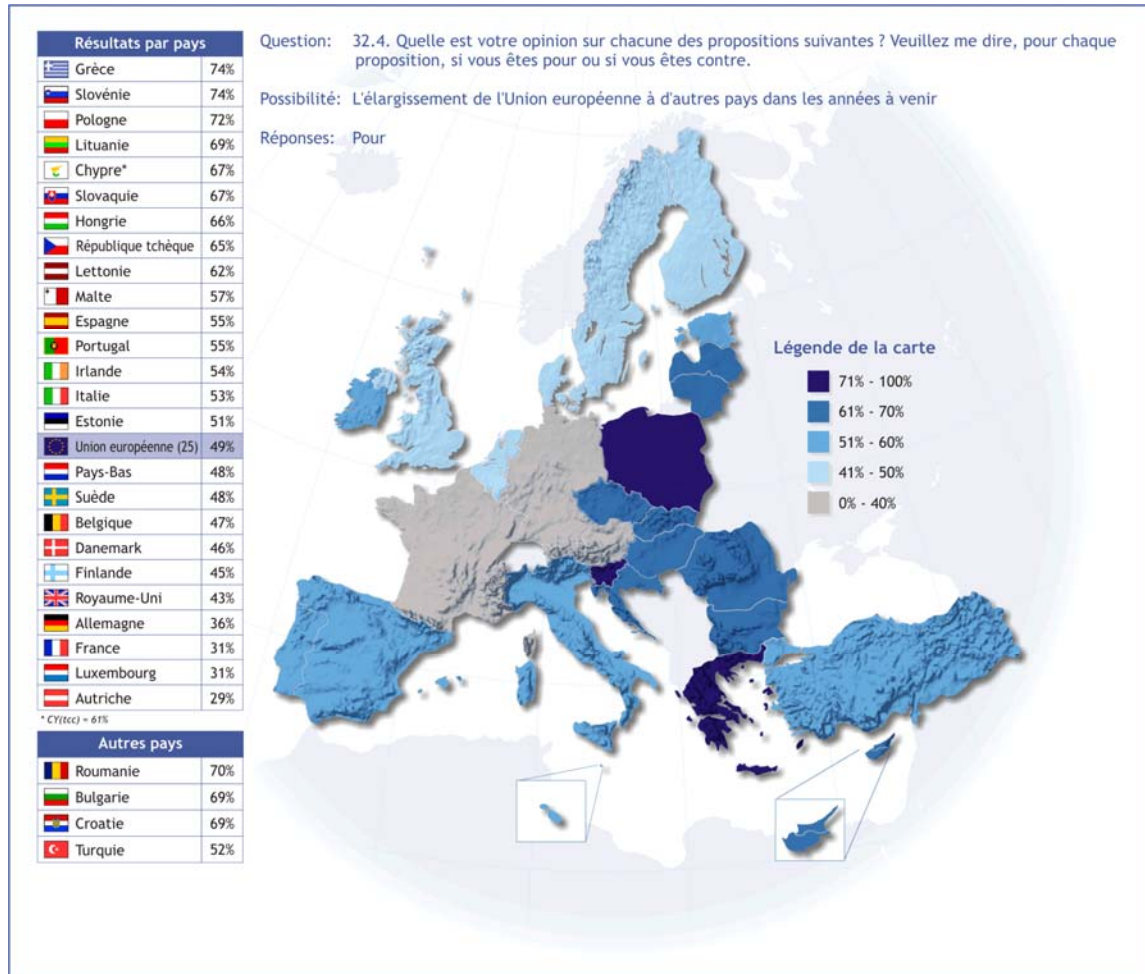 Résultats par pays
Grèce 74%
Slovénie 74%
Pologne 72%
Lituanie 69%
Chypre* 67%
Slovaquie 67%
Hongrie 66%
République tchèque 65%
Lettonie 62%
Malte 57%
Espagne 55%
Portugal 55%
Irlande 54%
Italie 53%
Estonie 51%
Union européenne (25) 49%
Pays-Bas 48%
Suède 48%
Belgique 47%
Danemark 46%
Finlande 45%
Royaume-Uni 43%
Allemagne 36%
France 31%
Luxembourg 31%
Autriche 29%
* CY(tcc) = 61%
Autres pays
Roumanie 70%
Bulgarie 69%
Croatie 69%
Turquie 52%
Question: 32.4. Quelle est votre opinion sur chacune des propositions suivantes ? Veuillez me dire, pour chaque
proposition, si vous êtes pour ou si vous êtes contre.
Possibilité: L'élargissement de l'Union européenne à d'autres pays dans les années à venir
Réponses: Pour
Légende de la carte
71% - 100%
61% - 70%
51% - 60%
41% - 50%
0% - 40%